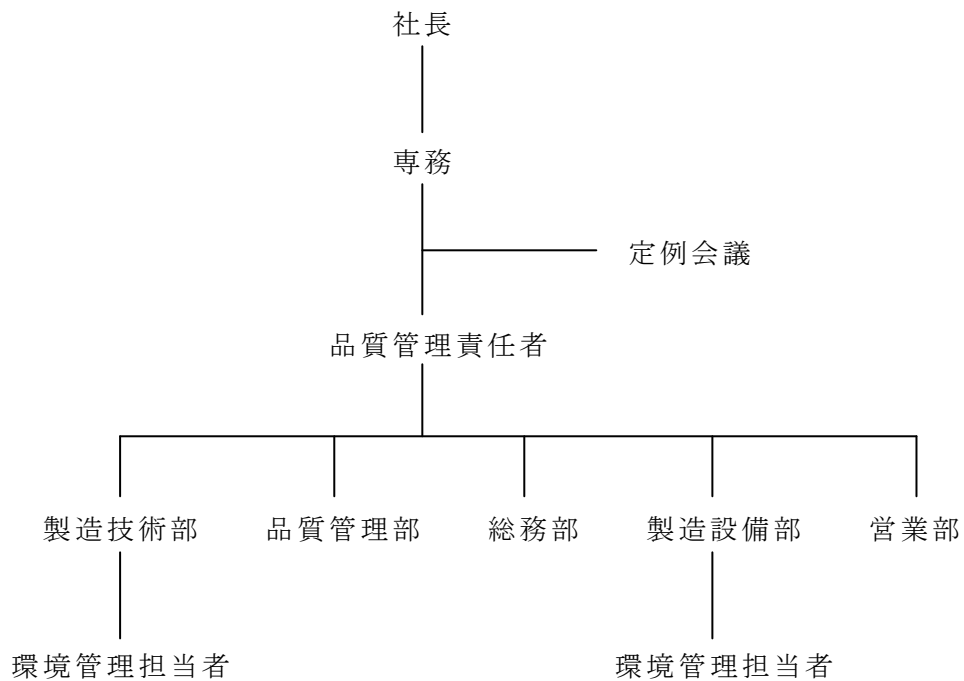 社長
専務
定例会議
品質管理責任者
製造技術部 品質管理部 総務部 製造設備部 営業部
環境管理担当者 環境管理担当者